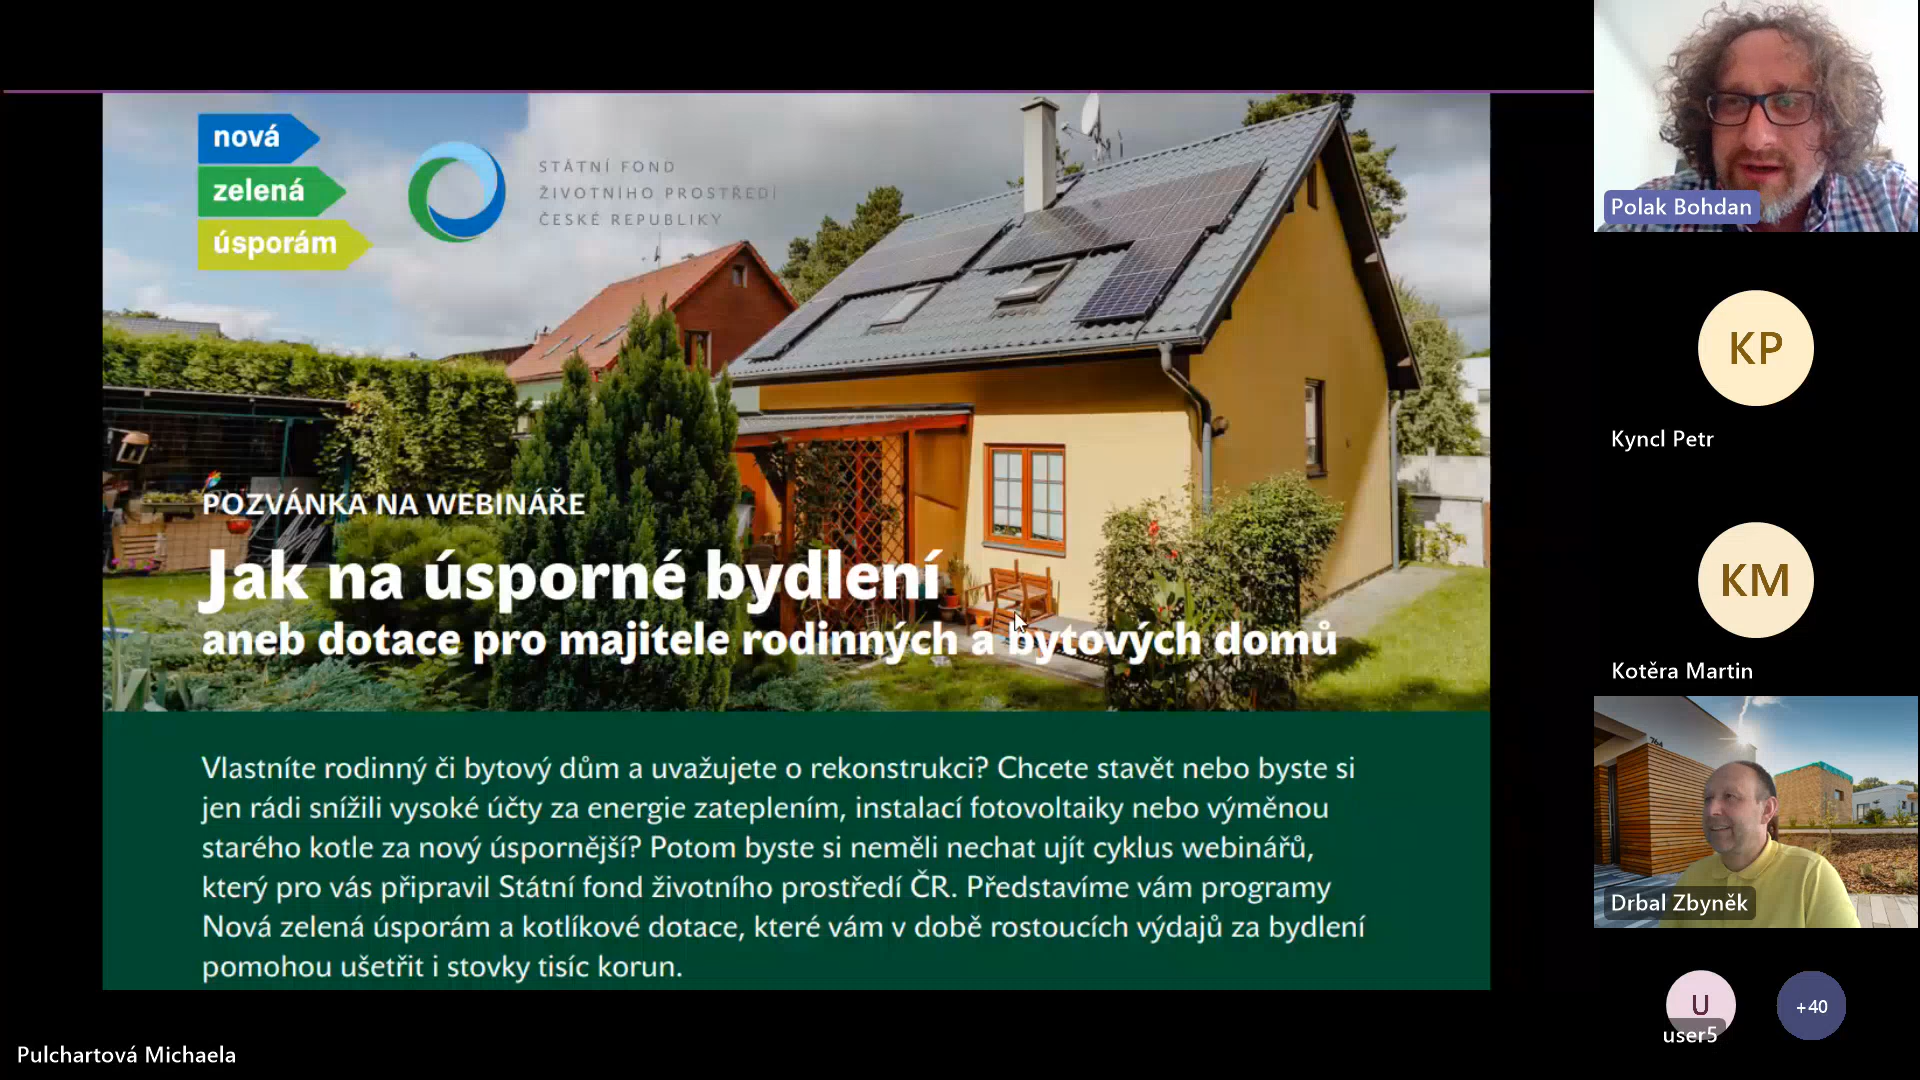 nová
zelená
úsporám
STÁTNÍ FOND
ŽIVOTNÍHO PROSTŘEDÍ
ČESKÉ REPUBLIKY
POZVÁNKA NA WEBINÁŘE
Jak na úsporné bydlení
aneb dotace pro majitele rodinných a bytových domů
Vlastníte rodinný či bytový dům a uvažujete o rekonstrukci? Chcete stavět nebo byste si
jen rádi snížili vysoké účty za energie zateplením, instalací fotovoltaiky nebo výměnou
starého kotle za nový úspornější? Potom byste si neměli nechat ujít cyklus webinářů,
který pro vás připravil Státní fond životního prostředí ČR. Představíme vám programy
Nová zelená úsporám a kotlíkové dotace, které vám v době rostoucích výdajů za bydlení
pomohou ušetřit i stovky tisíc korun.
Pulchartová Michaela
Polak Bohdan
KP
Kyncl Petr
KM
Kotěra Martin
764
Drbal Zbyněk
U
user5
+40